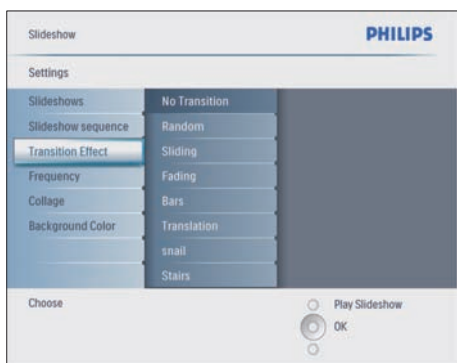 Slideshow
PHILIPS
Settings
Slideshows
Slideshow sequence
Transition Effect
Frequency
Collage
Background Color
No Transition
Random
Sliding
Fading
Bars
Translation
snail
Stairs
Choose
Play Slideshow
OK